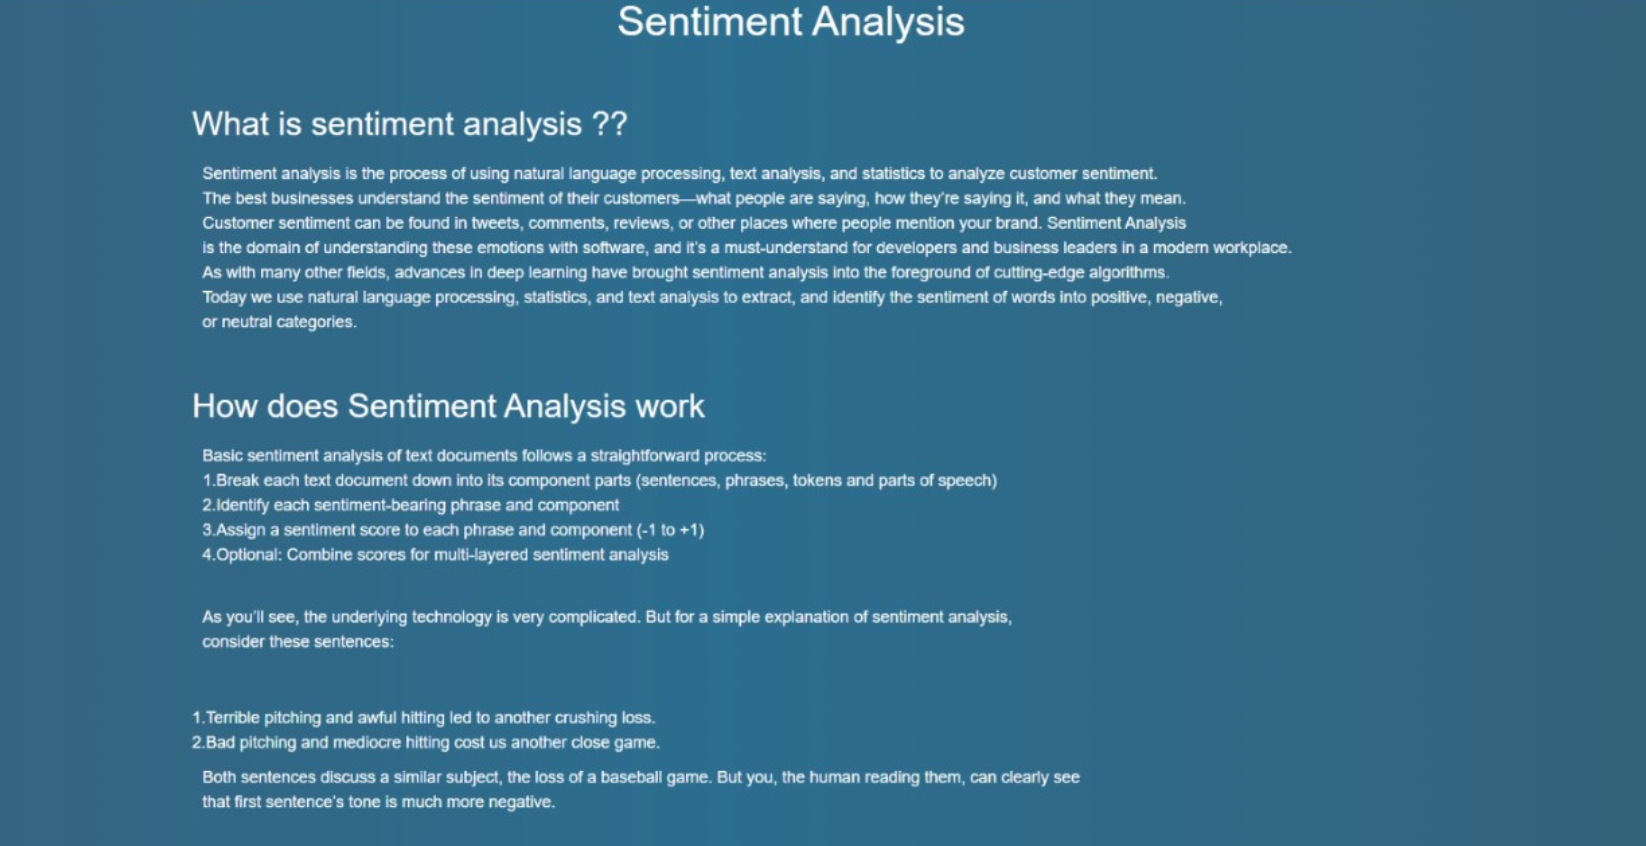 Sentiment Analysis
What is sentiment analysis ??
Sentiment analysis is the process of using natural language processing, text analysis, and statistics to analyze customer sentiment.
The best businesses understand the sentiment of their customers—what people are saying, how they're saying it, and what they mean.
Customer sentiment can be found in tweets, comments, reviews, or other places where people mention your brand. Sentiment Analysis
is the domain of understanding these emotions with software, and it's a must-understand for developers and business leaders in a modern workplace.
As with many other fields, advances in deep learning have brought sentiment analysis into the foreground of cutting-edge algorithms.
Today we use natural language processing, statistics, and text analysis to extract, and identify the sentiment of words into positive, negative,
or neutral categories.
How does Sentiment Analysis work
Basic sentiment analysis of text documents follows a straightforward process:
1.Break each text document down into its component parts (sentences, phrases, tokens and parts of speech)
2.Identify each sentiment-bearing phrase and component
3.Assign a sentiment score to each phrase and component (-1 to +1)
4.Optional: Combine scores for multi-layered sentiment analysis
As you'll see, the underlying technology is very complicated. But for a simple explanation of sentiment analysis,
consider these sentences:
1.Terrible pitching and awful hitting led to another crushing loss.
2.Bad pitching and mediocre hitting cost us another close game.
Both sentences discuss a similar subject, the loss of a baseball game. But you, the human reading them, can clearly see
that first sentence's tone is much more negative.